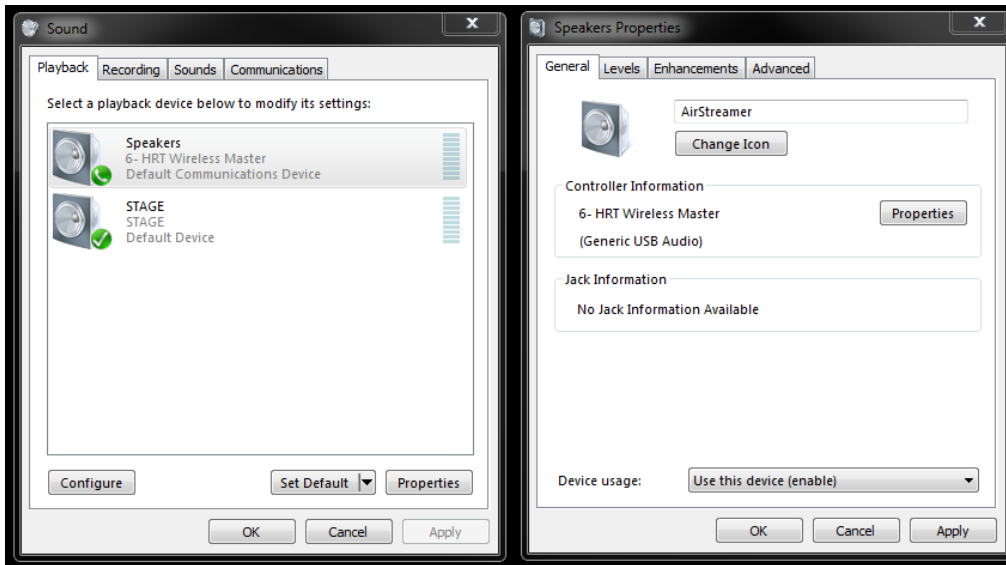 Sound
x
Playback Recording Sounds Communications
Select a playback device below to modify its settings:
Speakers
6- HRT Wireless Master
Default Communications Device
STAGE
STAGE
Default Device
Configure Set Default Properties
OK Cancel Apply
Speakers Properties
x
General Levels Enhancements Advanced
AirStreamer
Change Icon
Controller Information
6- HRT Wireless Master Properties
(Generic USB Audio)
Jack Information
No Jack Information Available
Device usage: Use this device (enable)
OK Cancel Apply